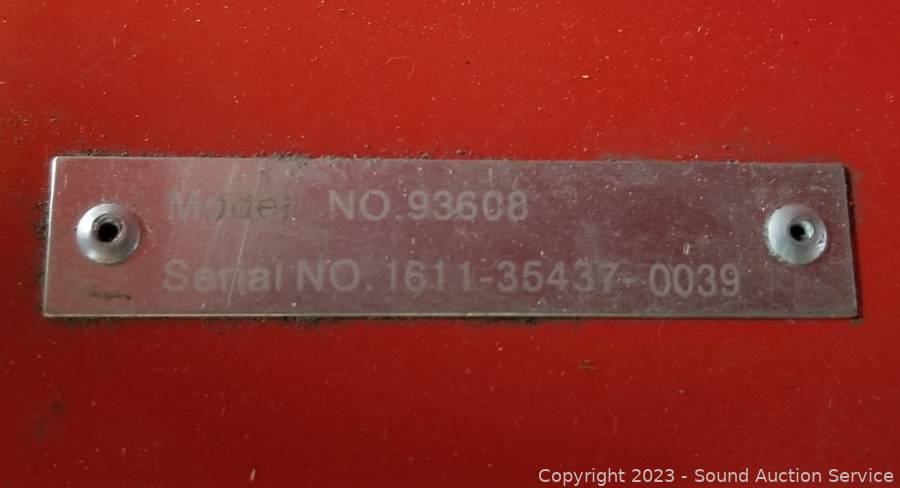 Model NO.93608
Serial NO.1611-35437-0039
Copyright 2023 - Sound Auction Service